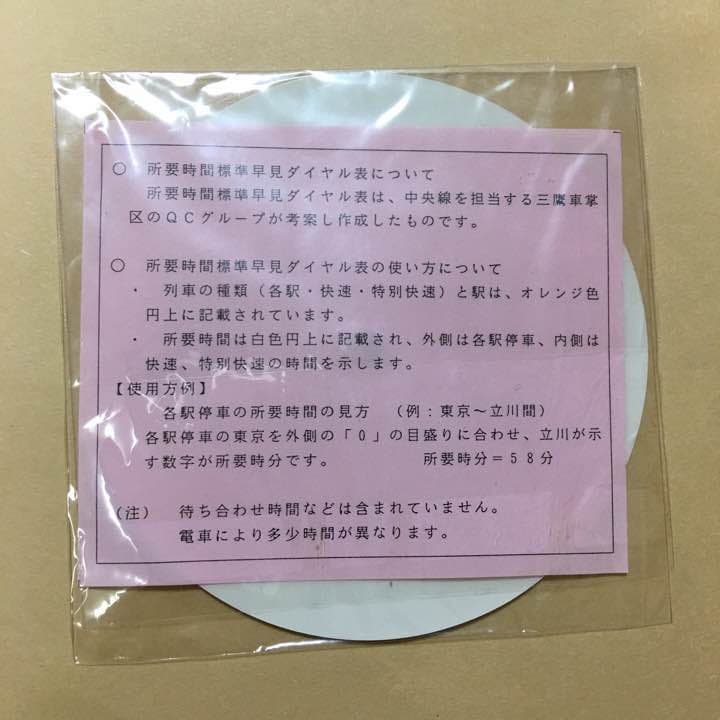 ○ 所要時間標準早見ダイヤル表について
所要時間標準早見ダイヤル表は、中央線を担当する三鷹車掌
区のQCグループが考案し作成したものです。
○ 所要時間標準早見ダイヤル表の使い方について
・ 列車の種類(各駅・快速・特別快速)と駅は、オレンジ色
円上に記載されています。
・ 所要時間は白色円上に記載され、外側は各駅停車、内側は
快速、特別快速の時間を示します。
【使用方例】
各駅停車の所要時間の見方 (例:東京~立川間)
各駅停車の東京を外側の「0」の目盛りに合わせ、立川が示
す数字が所要時分です。 所要時分=58分
(注) 待ち合わせ時間などは含まれていません。
電車により多少時間が異なります。